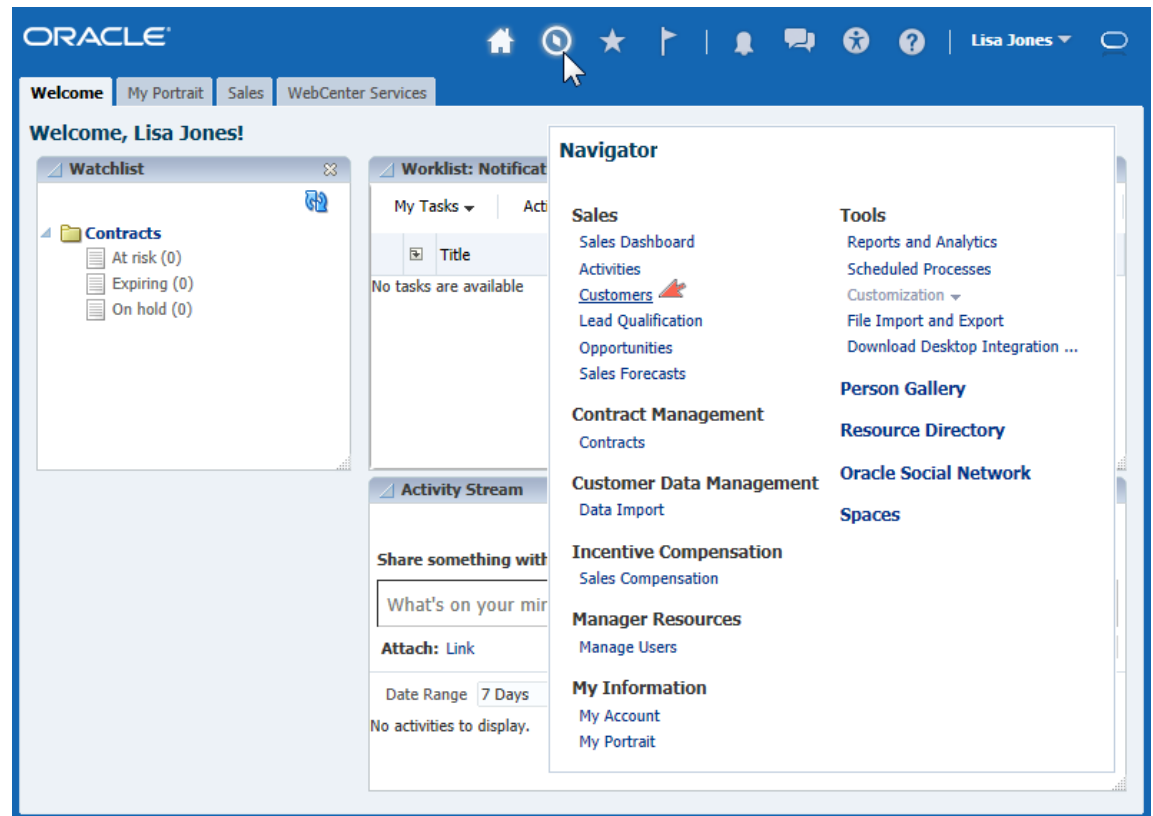 ORACLE
Lisa Jones
Welcome My Portrait Sales WebCenter Services
Welcome, Lisa Jones!
Watchlist
Contracts
At risk (0)
Expiring (0)
On hold (0)
Worklist: Notificat
My Tasks Acti
Title
No tasks are available
Activity Stream
Share something with
What's on your
Attach: Link
Date Range 7 Days
No activities to display.
Navigator
Sales
Sales Dashboard
Activities
Customers
Lead Qualification
Opportunities
Sales Forecasts
Contract Management
Contracts
Customer Data Management
Data Import
Incentive Compensation
Sales Compensation
Manager Resources
Manage Users
My Information
My Account
My Portrait
Tools
Reports and Analytics
Scheduled Processes
Customization
File Import and Export
Download Desktop Integration ...
Person Gallery
Resource Directory
Oracle Social Network
Spaces